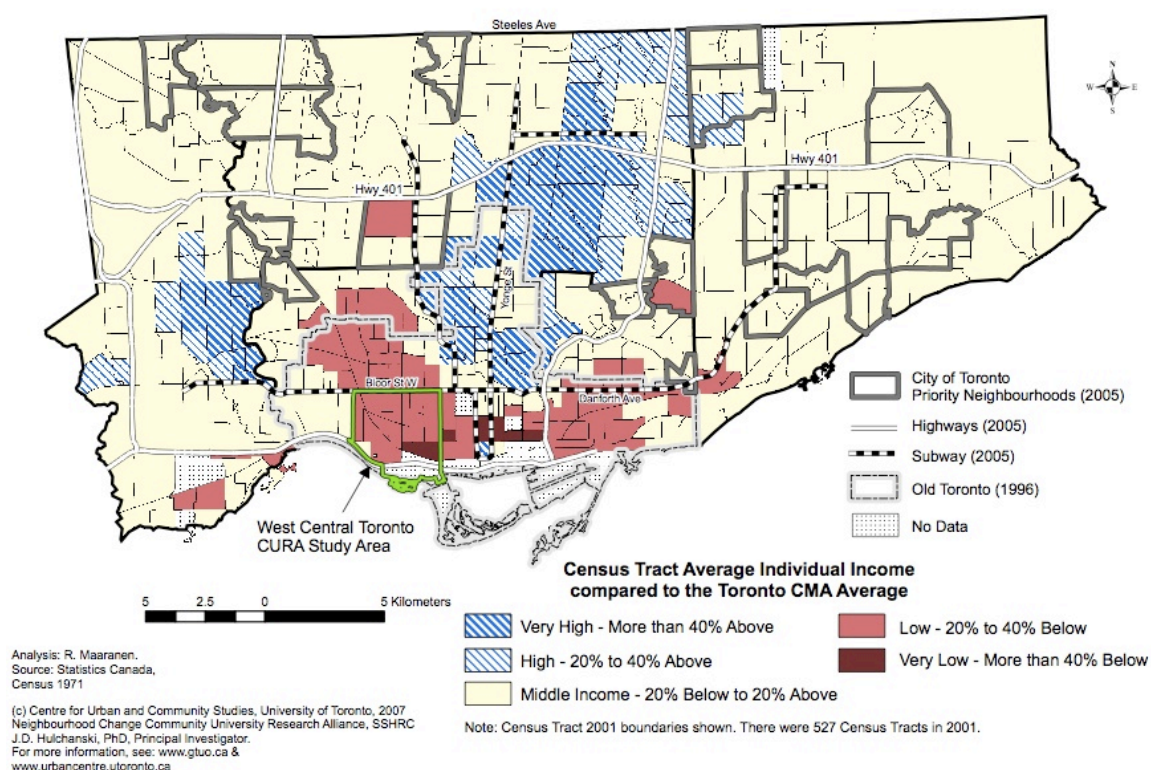 Steeles Ave
N
W
E
S
Hwy 401
Hwy 401
Yonge St
Bloor St W
Danforth Ave
West Central Toronto
CURA Study Area
City of Toronto
Priority Neighbourhoods (2005)
Highways (2005)
Subway (2005)
Old Toronto (1996)
No Data
5 2.5 0 5 Kilometers
Census Tract Average Individual Income
compared to the Toronto CMA Average
Very High - More than 40% Above
High - 20% to 40% Above
Middle Income - 20% Below to 20% Above
Low - 20% to 40% Below
Very Low - More than 40% Below
Note: Census Tract 2001 boundaries shown. There were 527 Census Tracts in 2001.
Analysis: R. Maaranen.
Source: Statistics Canada,
Census 1971
(c) Centre for Urban and Community Studies, University of Toronto, 2007
Neighbourhood Change Community University Research Alliance, SSHRC
J.D. Hulchanski, PhD, Principal Investigator.
For more information, see: www.gtuo.ca &
www.urbancentre.utoronto.ca